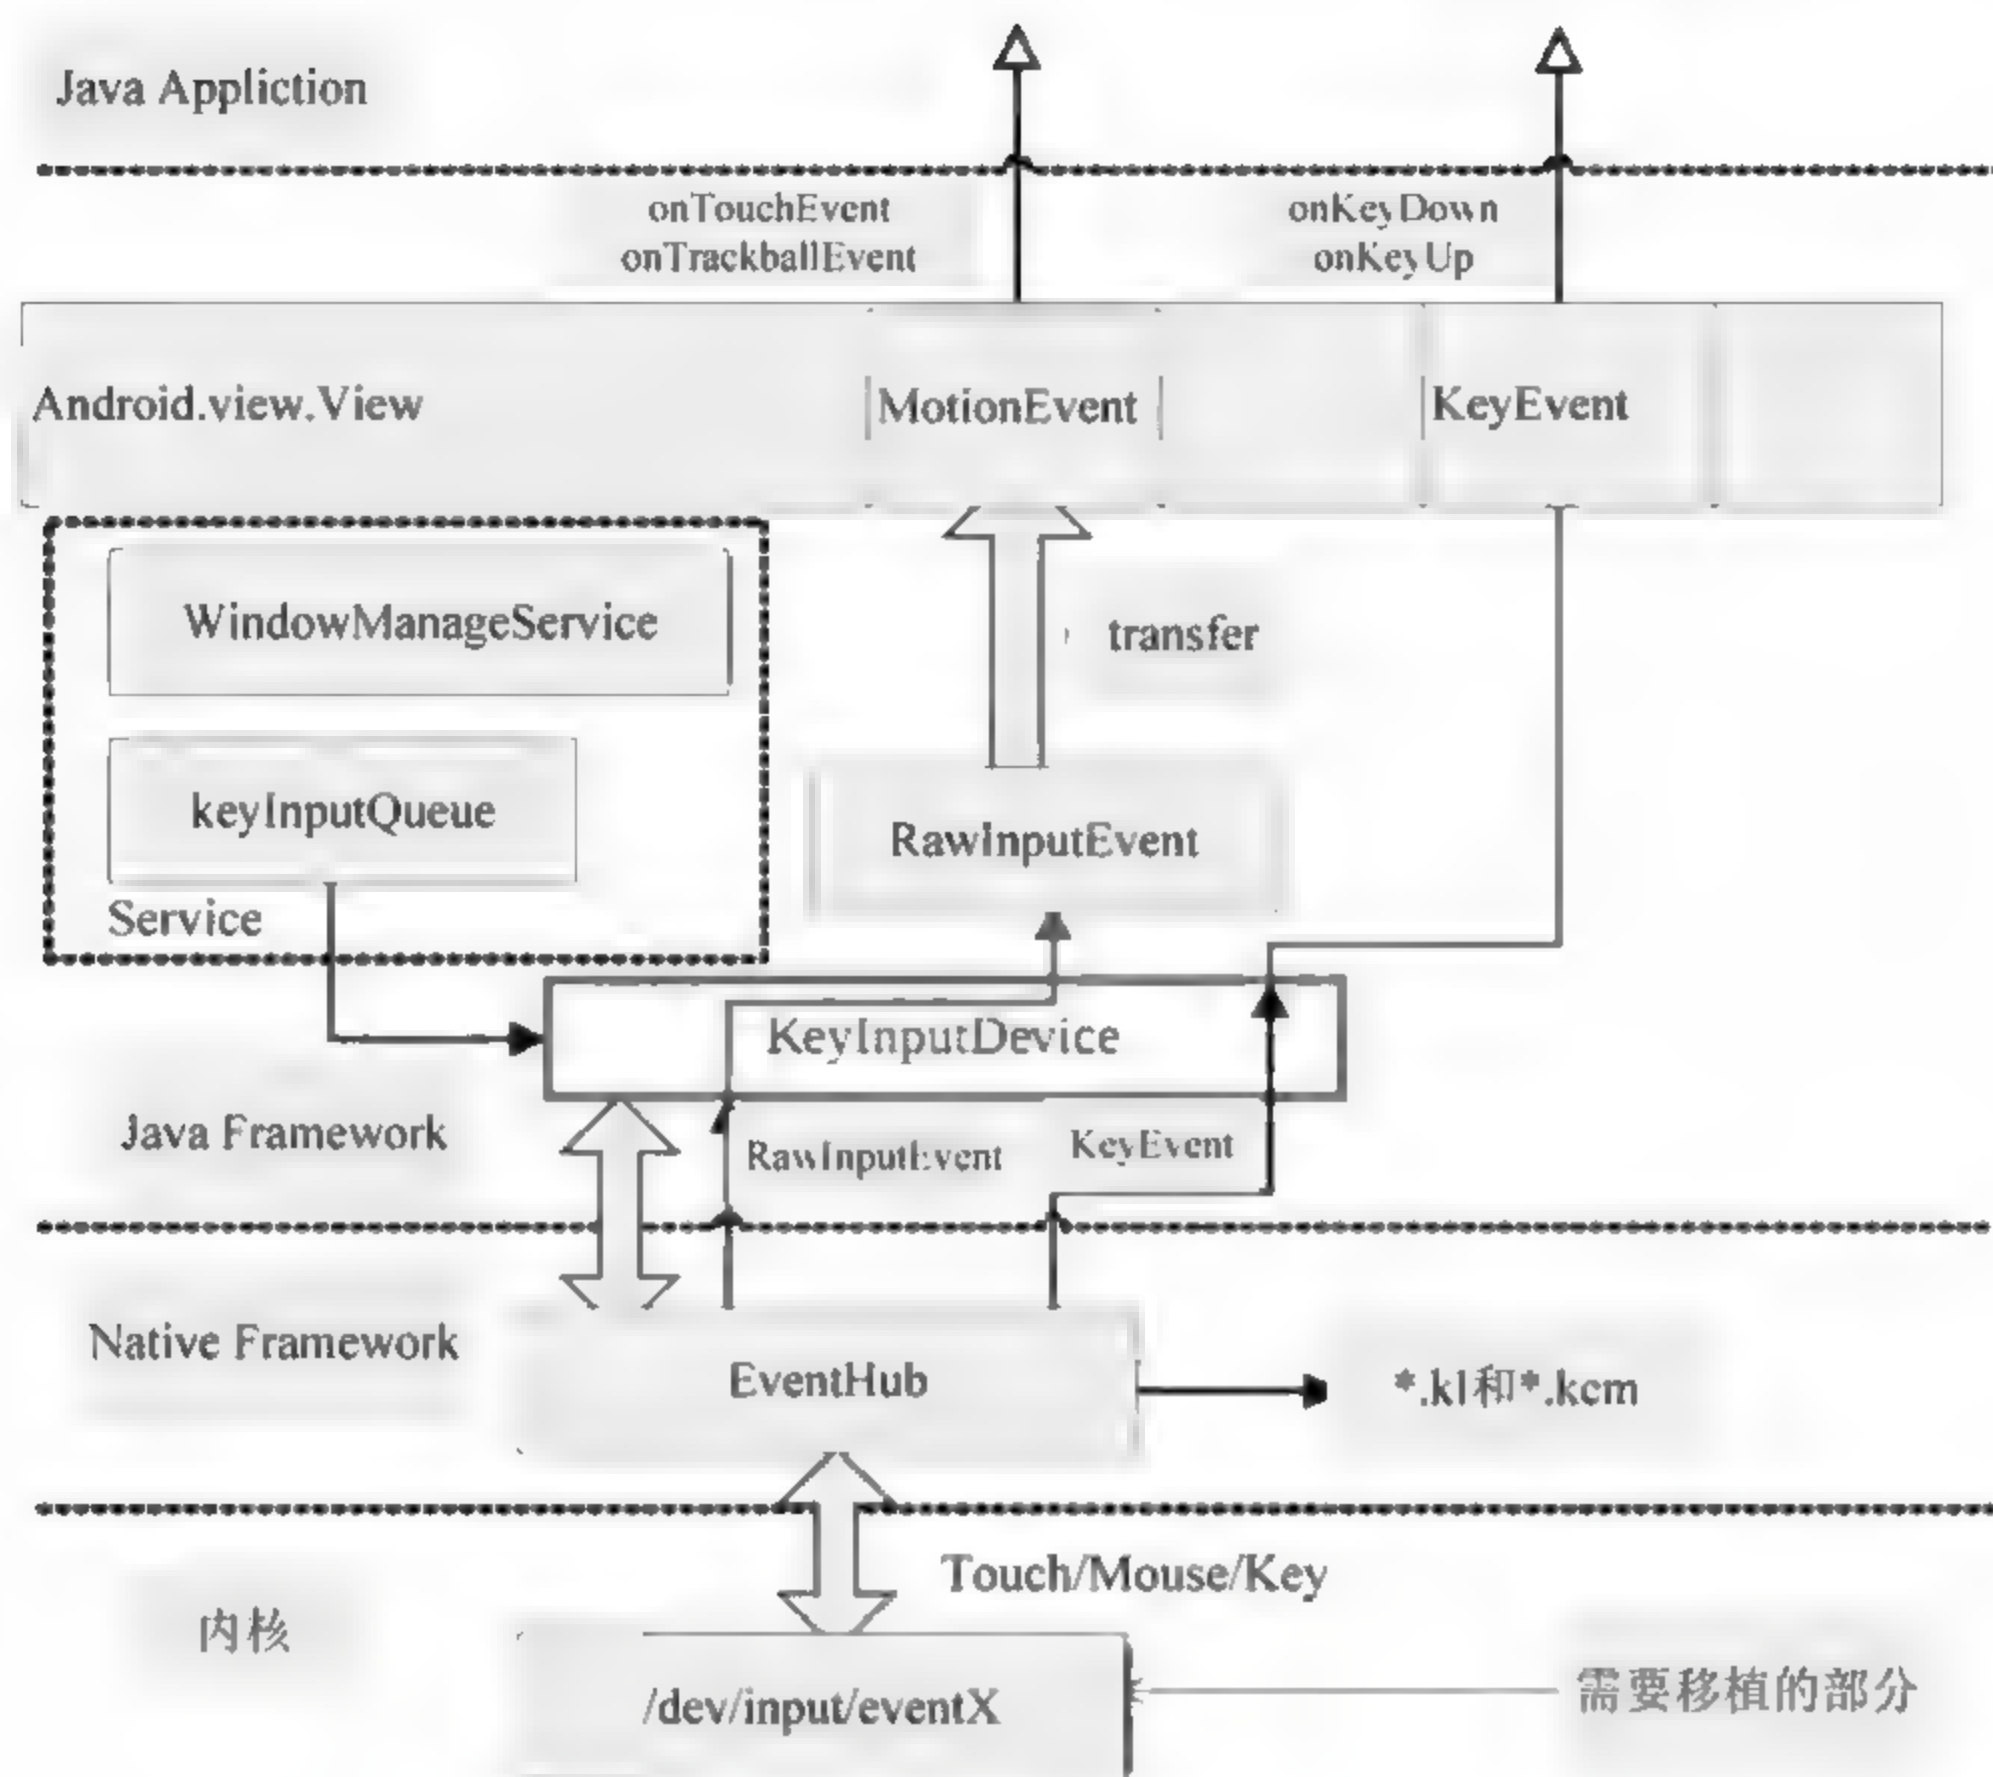 Java Appliction
onTouchEvent
onTrackballEvent
onKeyDown
onKeyUp
Android.view.View
MotionEvent
KeyEvent
WindowManageService
transfer
keyInputQueue
RawInputEvent
Service
KeyInputDevice
Java Framework
RawInputEvent
KeyEvent
Native Framework
EventHub
*.kl和*.kcm
Touch/Mouse/Key
内核
/dev/input/eventX
需要移植的部分